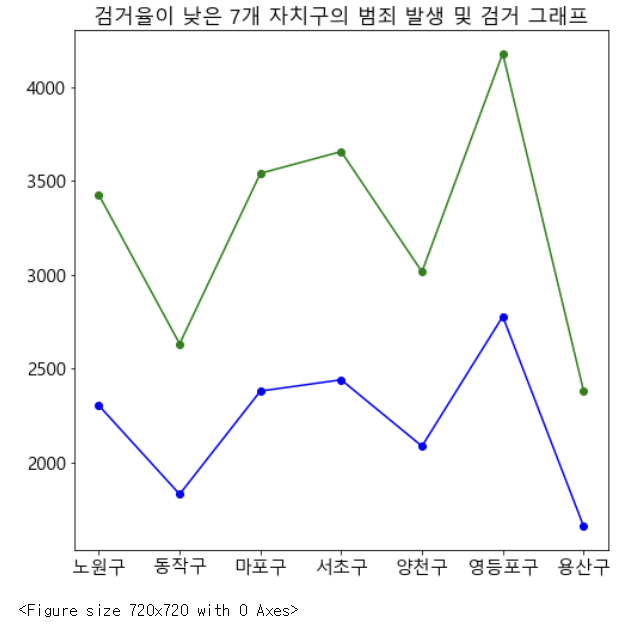 검거율이 낮은 7개 자치구의 범죄 발생 및 검거 그래프
4000
3500
3000
2500
2000
노원구 동작구 마포구 서초구 양천구 영등포구 용산구
<Figure size 720x720 with 0 Axes>